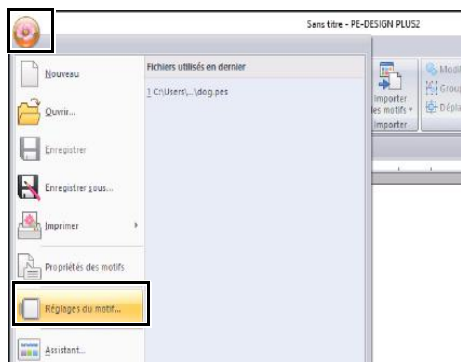 Sans titre - PE-DESIGN PLUS2
Fichiers utilisés en dernier
1 C:\Users\...\dog.pes
Nouveau
Ouvrir...
Enregistrer
Enregistrer sous...
Imprimer
Propriétés des motifs
Réglages du motif...
Assistant...
Importer
les motifs
Importer